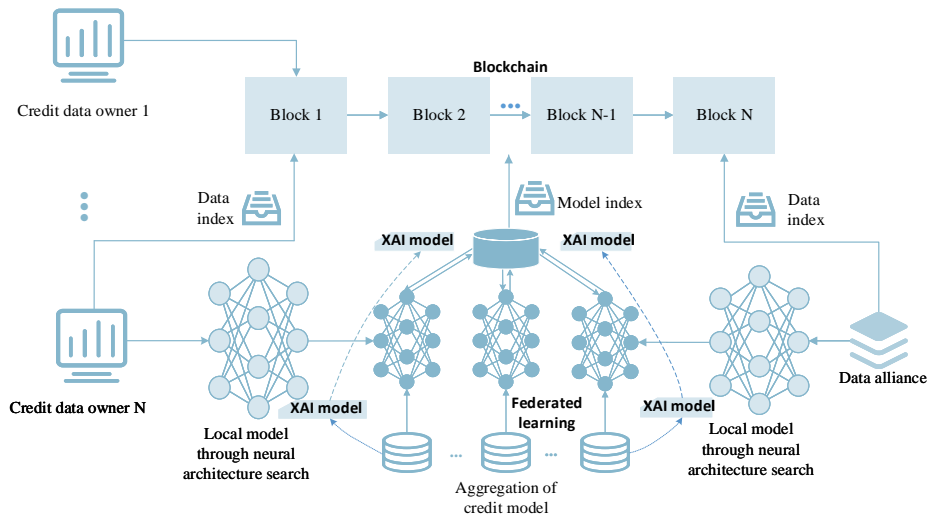 Blockchain
Credit data owner 1
Block 1
Block 2
...
Block N-1
Block N
Data
index
Model index
Data
index
XAI model
XAI model
Credit data owner N
Data alliance
XAI model
Federated
learning
XAI model
Local model
through neural
architecture search
Local model
through neural
architecture search
...
...
Aggregation of
credit model